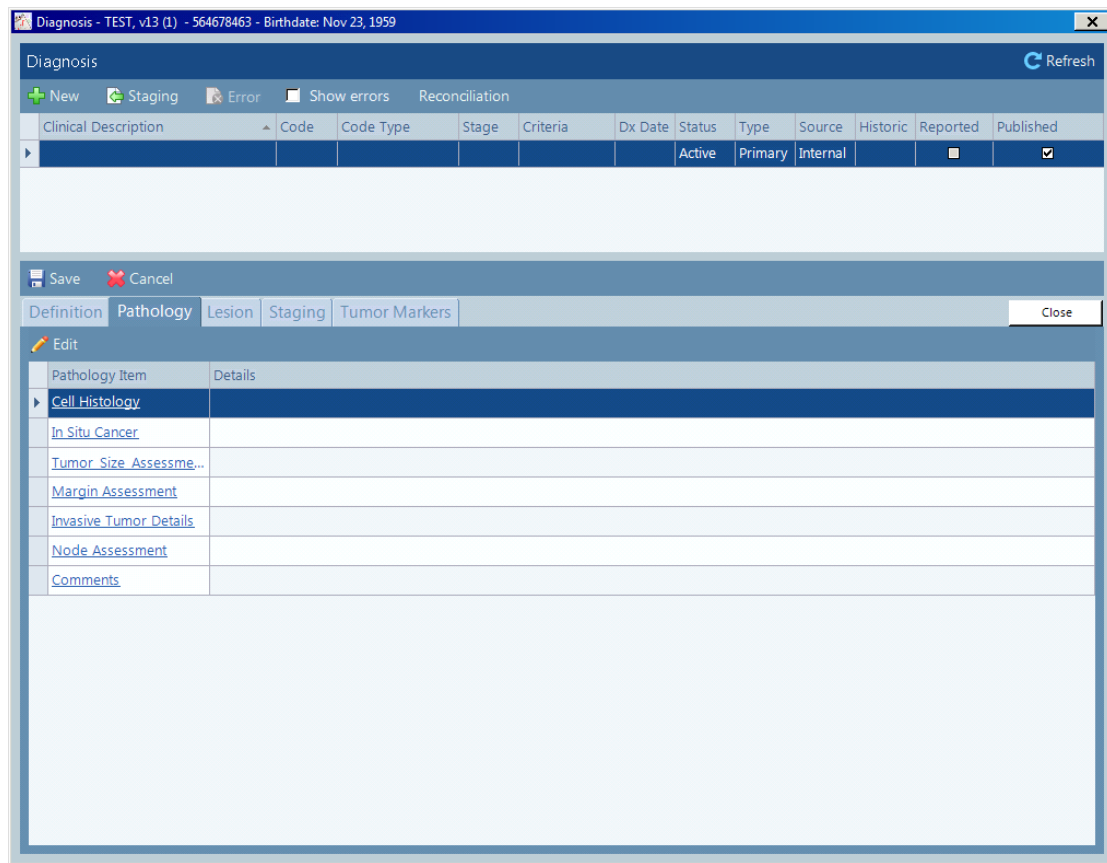 Diagnosis - TEST, v13 (1) - 564678463 - Birthdate: Nov 23, 1959
Diagnosis Refresh
New Staging Error Show errors Reconciliation
Clinical Description Code Code Type Stage Criteria Dx Date Status Type Source Historic Reported Published
Active Primary Internal
Save Cancel
Definition Pathology Lesion Staging Tumor Markers Close
Edit
Pathology Item Details
Cell Histology
In Situ Cancer
Tumor Size Assessme...
Margin Assessment
Invasive Tumor Details
Node Assessment
Comments